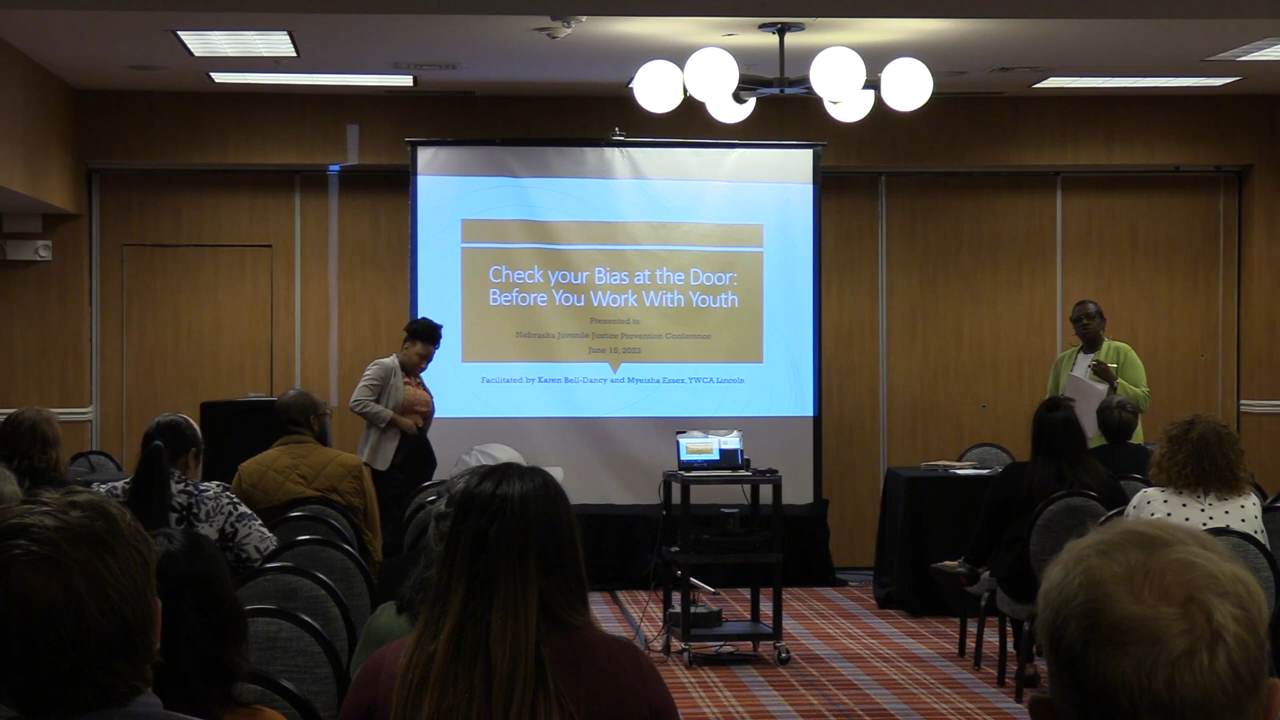 Check your Bias at the Door:
Before You Work With Youth
Presented to
Nebraska Juvenile Justice Prevention Conference
June 15, 2023
Facilitated by Karen Bell-Dancy and Myeisha Essex, YWCA Lincoln